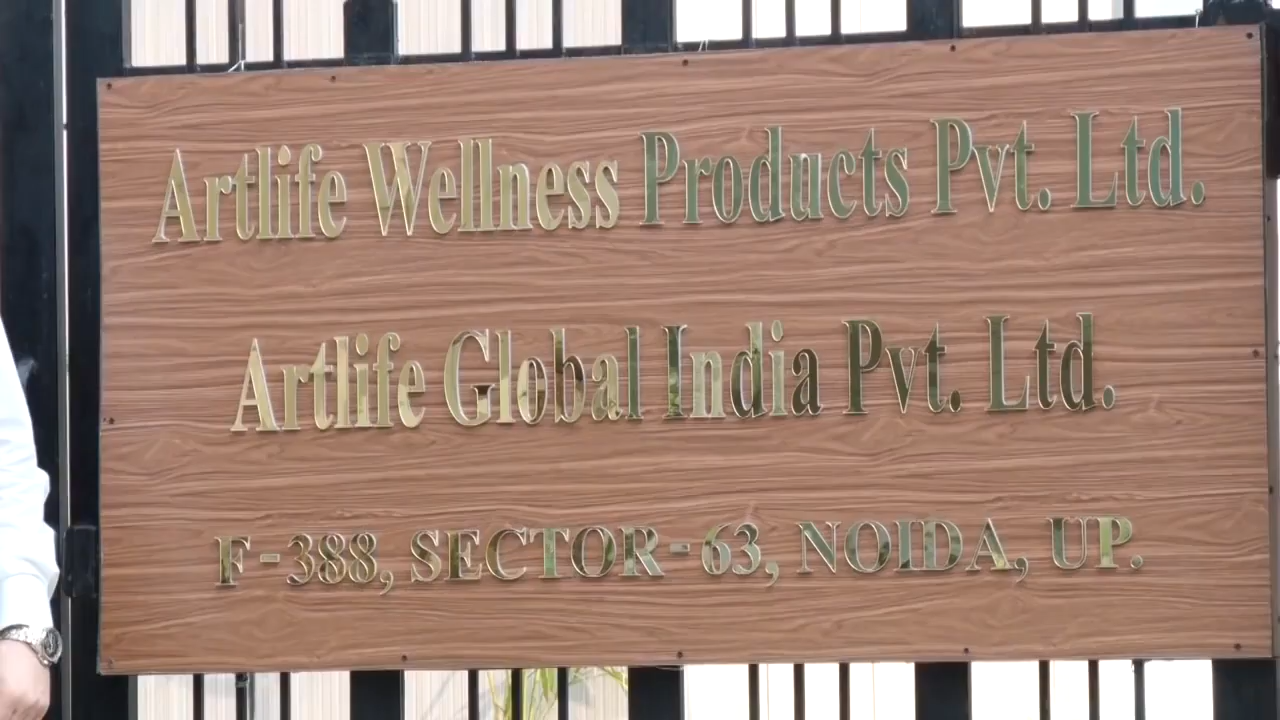 Artlife Wellness Products Pvt. Ltd.
Artlife Global India Pvt. Ltd.
F-388, SECTOR-63, NOIDA, UP.